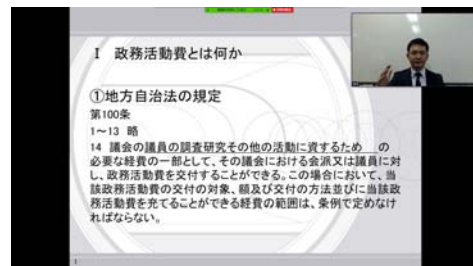 Ⅰ 政務活動費とは何か
①地方自治法の規定
第100条
1～13 略
14 議会の議員の調査研究その他の活動に資するため の
必要な経費の一部として、その議会における会派又は議員に対
し、政務活動費を交付することができる。この場合において、当
該政務活動費の交付の対象、額及び交付の方法並びに当該政
務活動費を充てることができる経費の範囲は、条例で定めなけ
ればならない。
1